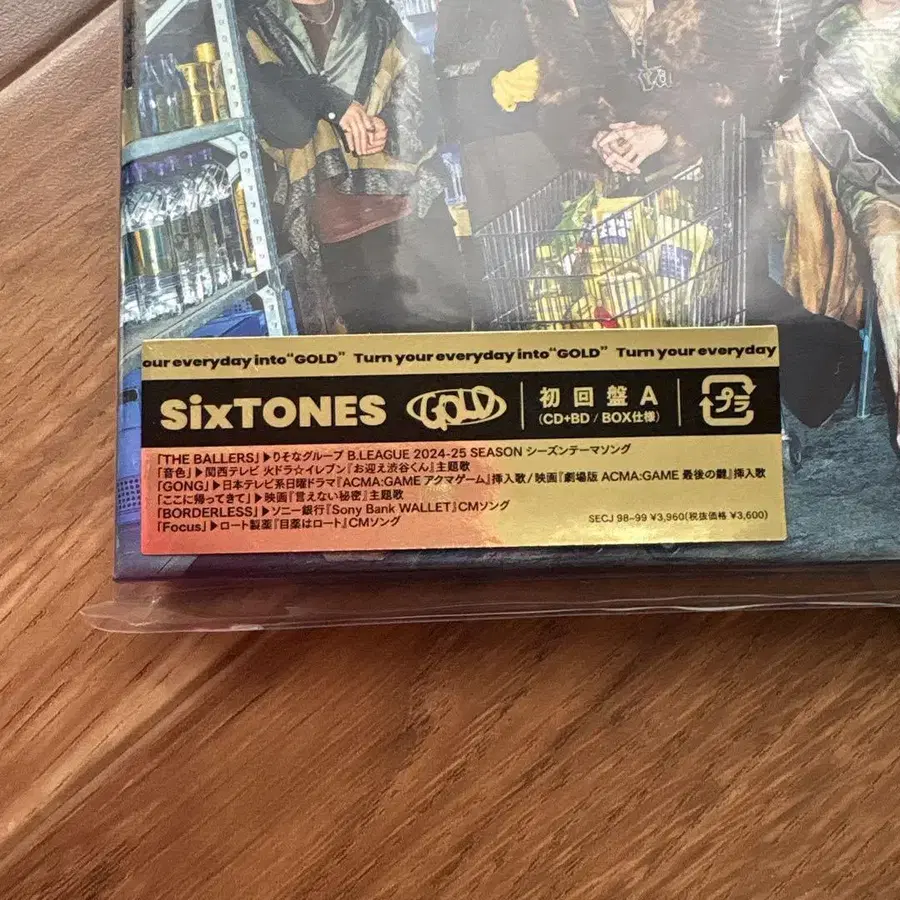 our everyday into "GOLD" Turn your everyday into "GOLD" Turn your everyday
SixTONES GOLD 初回盤A プラ
(CD+BD / BOX仕様)
「THE BALLERS」▶りそなグループ B.LEAGUE 2024-25 SEASON シーズンテーマソング
「音色」▶関西テレビ 火ドラ☆イレブン『お迎え渋谷くん』主題歌
「GONG」▶日本テレビ系日曜ドラマ『ACMA:GAME アクマゲーム』挿入歌/映画『劇場版 ACMA:GAME 最後の鍵』挿入歌
「ここに帰ってきて」▶映画『言えない秘密』主題歌
「BORDERLESS」▶ソニー銀行『Sony Bank WALLET』CMソング
「Focus」▶ロート製薬『目薬はロート』CMソング
SECJ 98-99 ¥3,960(税抜価格 ¥3,600)